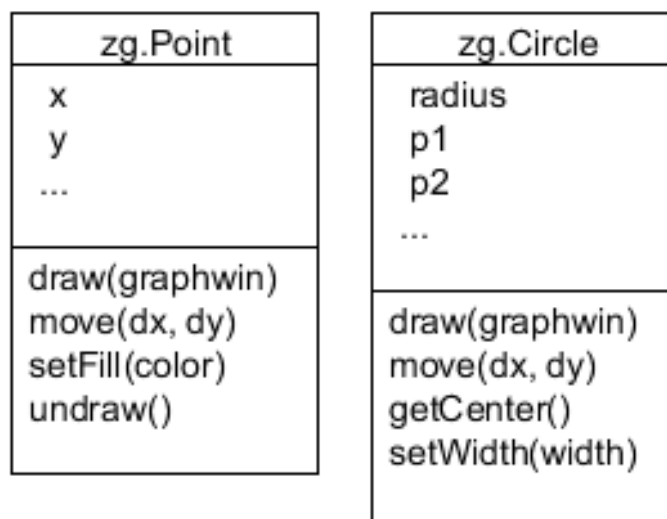 zg.Point
x
y
...
draw(graphwin)
move(dx, dy)
setFill(color)
undraw()
zg.Circle
radius
p1
p2
...
draw(graphwin)
move(dx, dy)
getCenter()
setWidth(width)